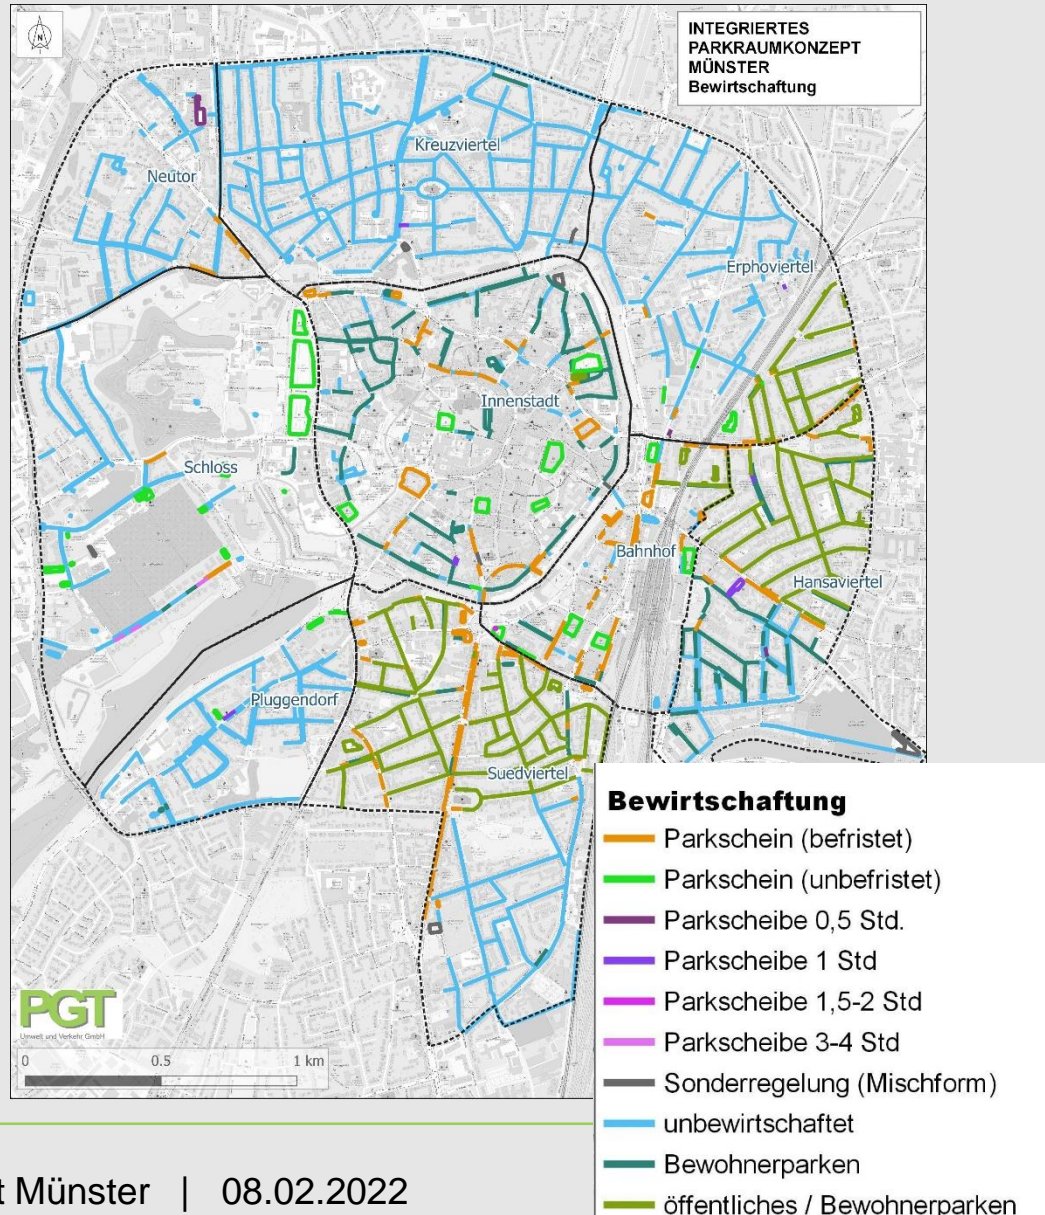 N
INTEGRIERTES
PARKRAUMKONZEPT
MÜNSTER
Bewirtschaftung
Kreuzviertel
Neutor
Erphoviertel
Innenstadt
Schloss
Bahnhof
Hansaviertel
Pluggendorf
Suedviertel
PGT
Umwelt und Verkehr GmbH
0 0.5 1 km
Bewirtschaftung
Parkschein (befristet)
Parkschein (unbefristet)
Parkscheibe 0,5 Std.
Parkscheibe 1 Std
Parkscheibe 1,5-2 Std
Parkscheibe 3-4 Std
Sonderregelung (Mischform)
unbewirtschaftet
Bewohnerparken
öffentliches / Bewohnerparken
t Münster | 08.02.2022